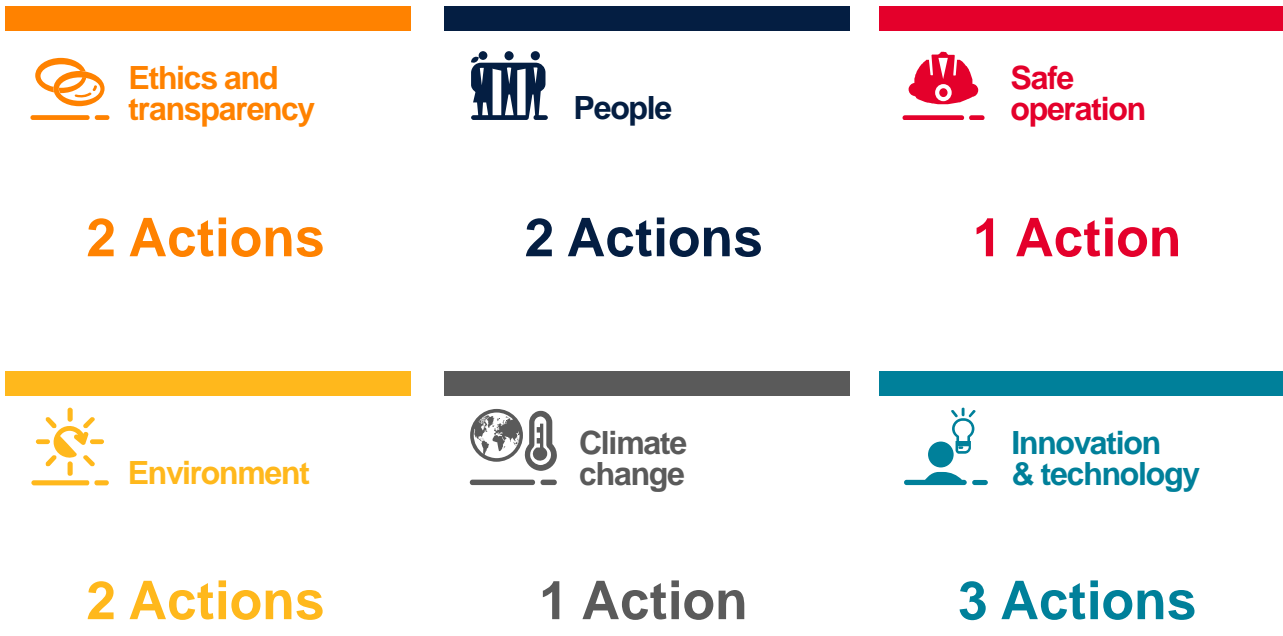 Ethics and
transparency
2 Actions
People
2 Actions
Safe
operation
1 Action
Environment
2 Actions
Climate
change
1 Action
Innovation
& technology
3 Actions